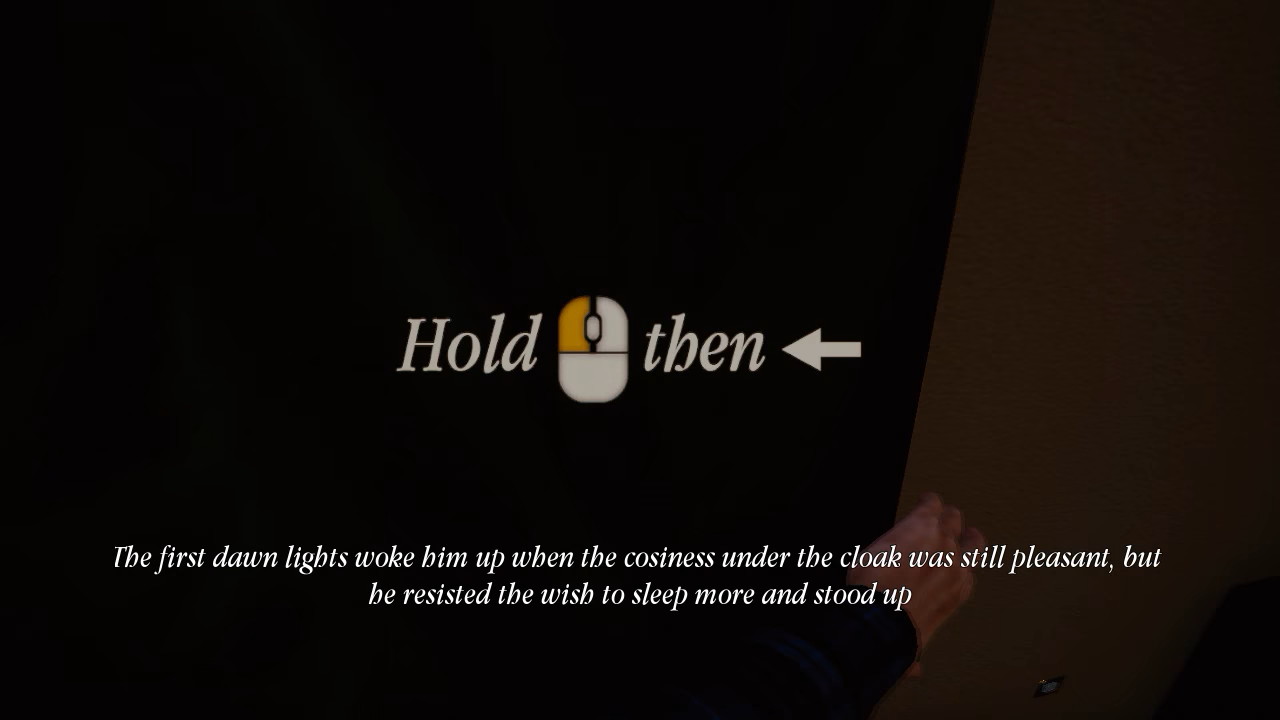 Hold then
The first dawn lights woke him up when the cosiness under the cloak was still pleasant, but
he resisted the wish to sleep more and stood up